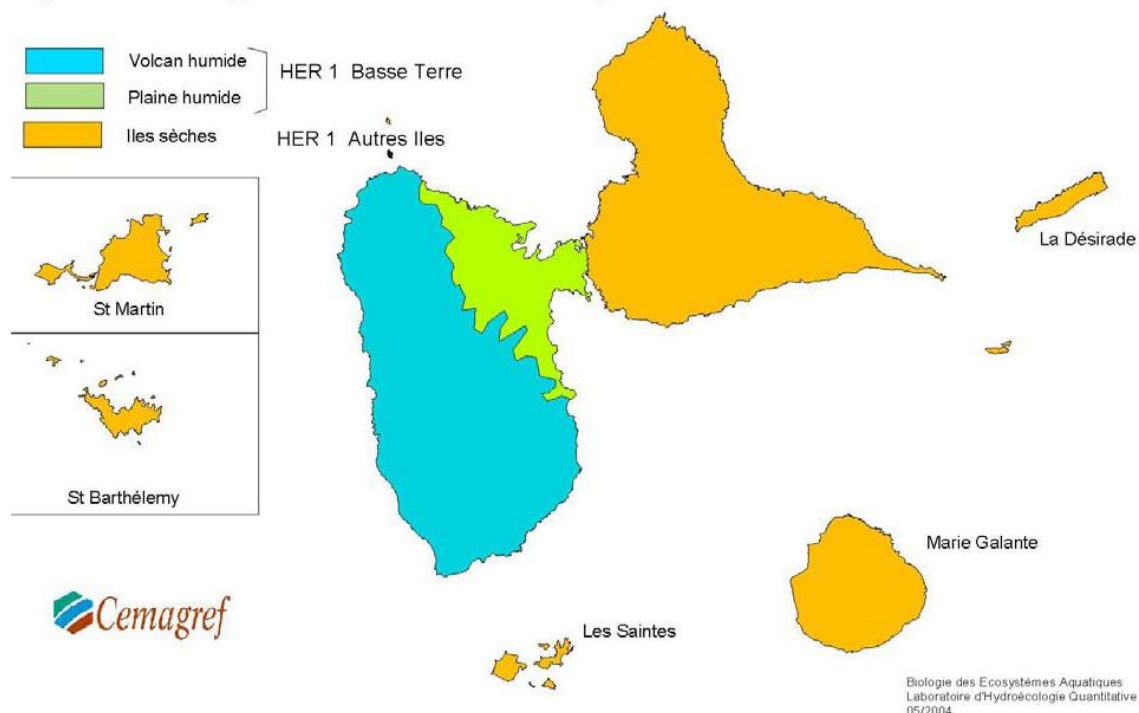 Volcan humide
Plaine humide
HER 1 Basse Terre
Iles sèches
HER 1 Autres Iles
La Désirade
St Martin
St Barthélemy
Marie Galante
Les Saintes
Cemagref
Biologie des Ecosystèmes Aquatiques
Laboratoire d'Hydroécologie Quantitative
05/2004